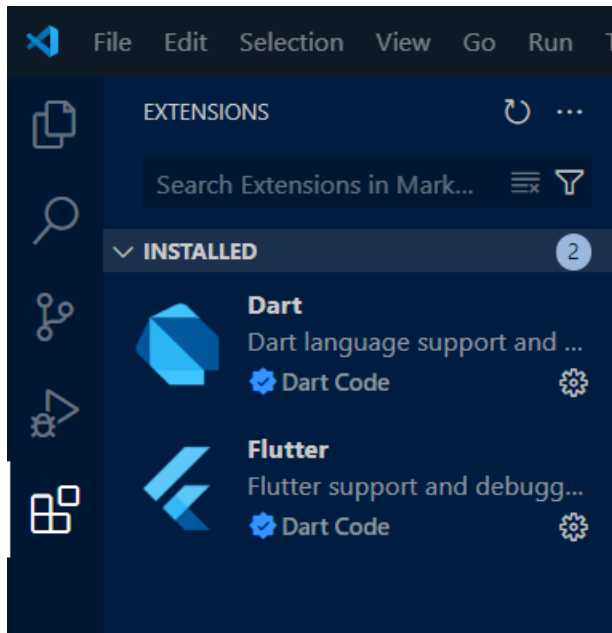 File Edit Selection View Go Run
EXTENSIONS
Search Extensions in Mark...
INSTALLED 2
Dart
Dart language support and ...
Dart Code
Flutter
Flutter support and debugg...
Dart Code